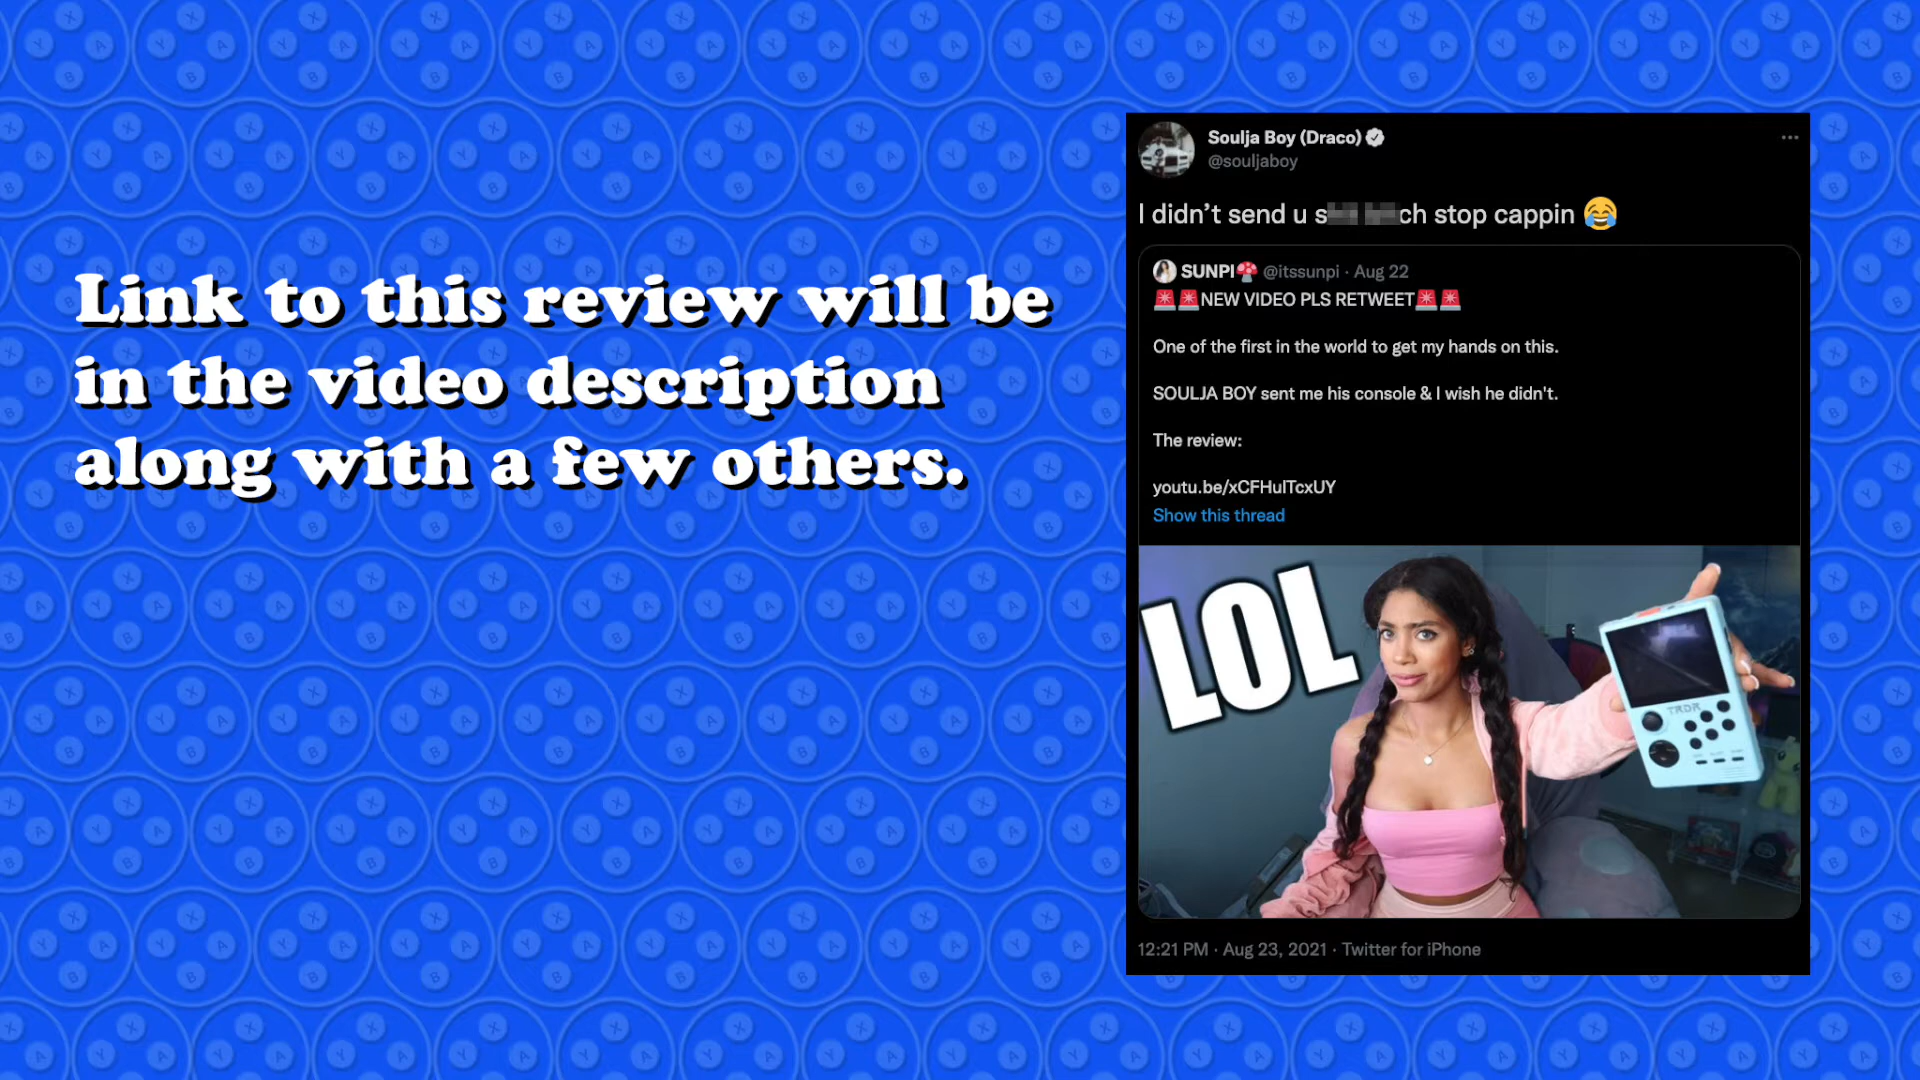 Link to this review will be
in the video description
along with a few others.
Soulja Boy (Draco)
@souljaboy
I didn't send u s ch stop cappin 😂
SUNPI🍄 @itssunpi · Aug 22
🚨🚨NEW VIDEO PLS RETWEET🚨🚨
One of the first in the world to get my hands on this.
SOULJA BOY sent me his console & I wish he didn't.
The review:
youtu.be/xCFHulTcxUY
Show this thread
LOL
TRDR
12:21 PM · Aug 23, 2021 · Twitter for iPhone